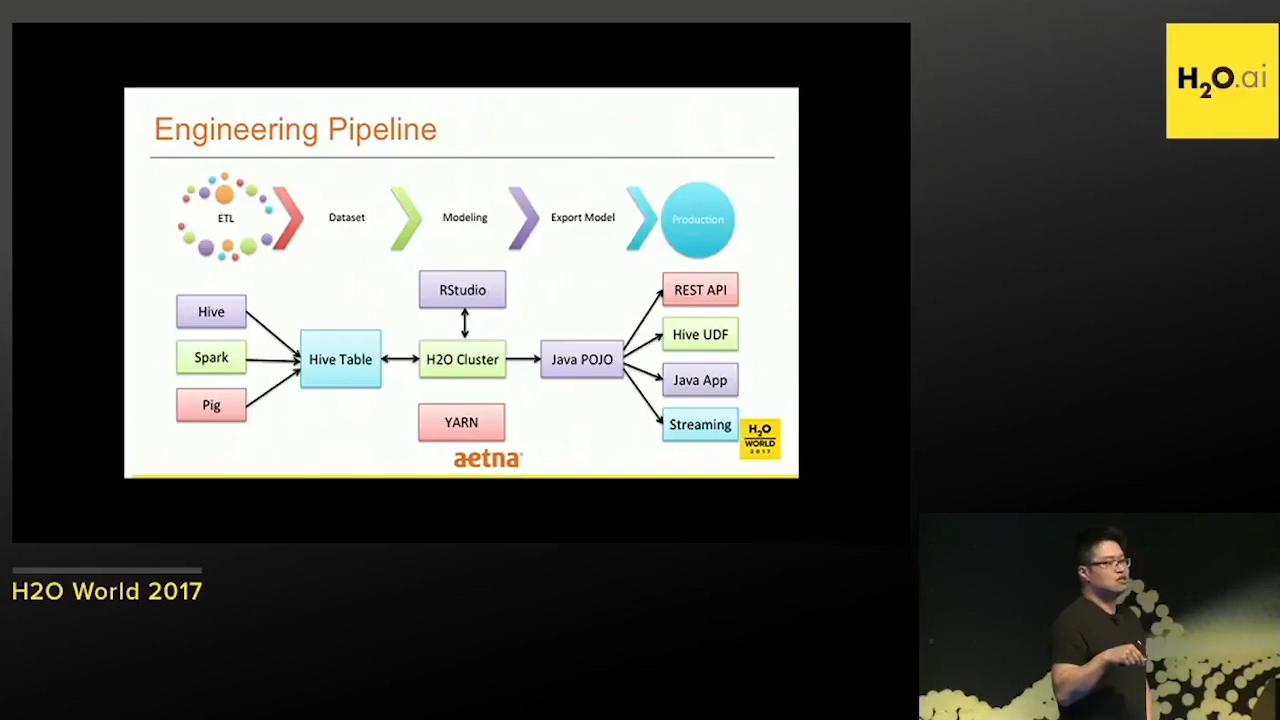 H2O.ai
Engineering Pipeline
ETL
Dataset
Modeling
Export Model
Production
RStudio
REST API
Hive
Hive UDF
Spark
Hive Table
H2O Cluster
Java POJO
Java App
Pig
YARN
Streaming
aetna
H2O
WORLD
2017
H2O World 2017